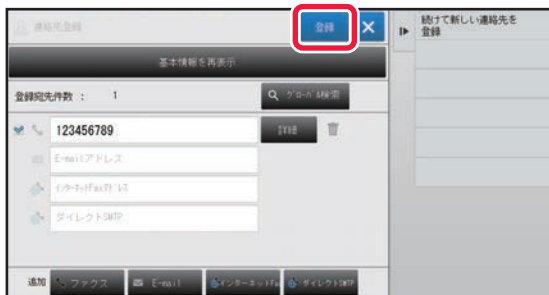 連絡先登録
登録
続けて新しい連絡先を
登録
基本情報を再表示
登録宛先件数 : 1
グローバル検索
123456789
詳細
E-mailアドレス
インターネットFaxアドレス
ダイレクトSMTP
追加
ファクス
E-mail
インターネットFa
ダイレクトSMTP